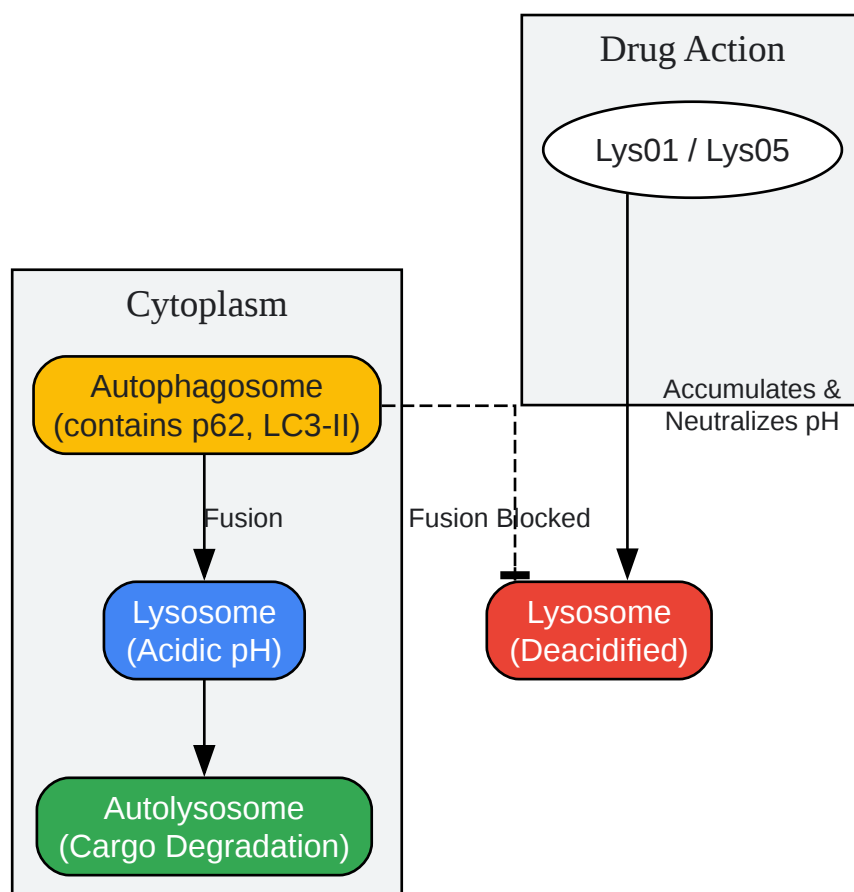 Drug Action
Lys01 / Lys05
Cytoplasm
Autophagosome
(contains p62, LC3-II)
Accumulates &
Neutralizes pH
Fusion
Fusion Blocked
Lysosome
(Acidic pH)
Lysosome
(Deacidified)
Autolysosome
(Cargo Degradation)